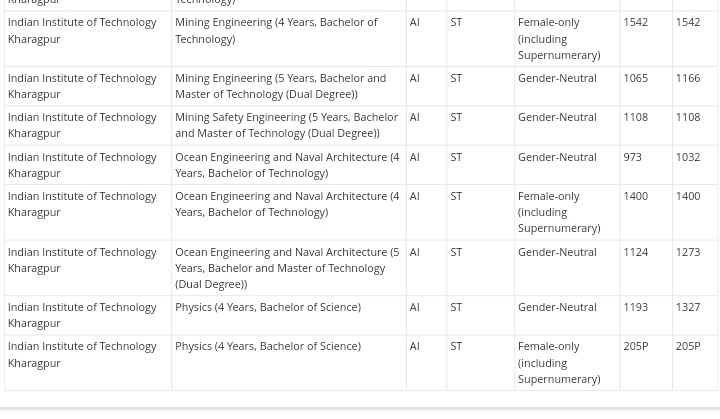 Technology)
Indian Institute of Technology Kharagpur Mining Engineering (4 Years, Bachelor of Technology) AI ST Female-only (including Supernumerary) 1542 1542
Indian Institute of Technology Kharagpur Mining Engineering (5 Years, Bachelor and Master of Technology (Dual Degree)) AI ST Gender-Neutral 1065 1166
Indian Institute of Technology Kharagpur Mining Safety Engineering (5 Years, Bachelor and Master of Technology (Dual Degree)) AI ST Gender-Neutral 1108 1108
Indian Institute of Technology Kharagpur Ocean Engineering and Naval Architecture (4 Years, Bachelor of Technology) AI ST Gender-Neutral 973 1032
Indian Institute of Technology Kharagpur Ocean Engineering and Naval Architecture (4 Years, Bachelor of Technology) AI ST Female-only (including Supernumerary) 1400 1400
Indian Institute of Technology Kharagpur Ocean Engineering and Naval Architecture (5 Years, Bachelor and Master of Technology (Dual Degree)) AI ST Gender-Neutral 1124 1273
Indian Institute of Technology Kharagpur Physics (4 Years, Bachelor of Science) AI ST Gender-Neutral 1193 1327
Indian Institute of Technology Kharagpur Physics (4 Years, Bachelor of Science) AI ST Female-only (including Supernumerary) 205P 205P